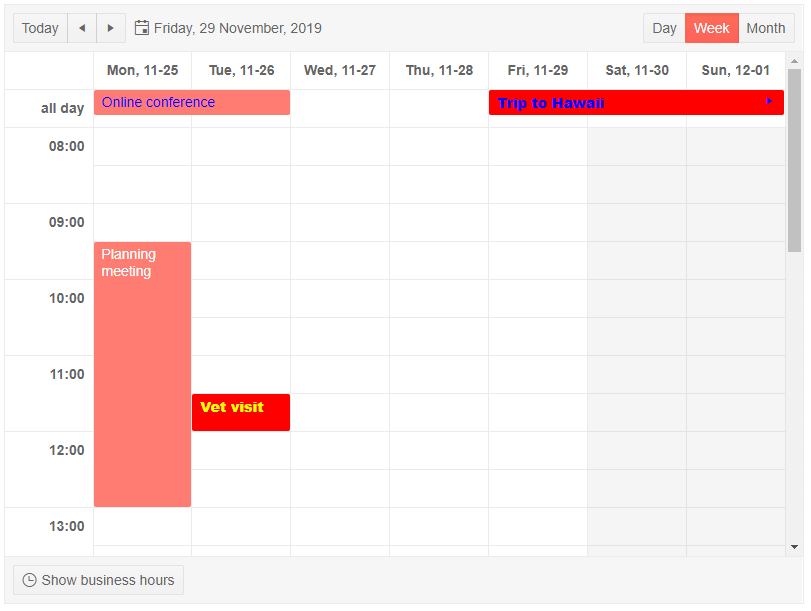 Today Friday, 29 November, 2019 Day Week Month
Mon, 11-25 Tue, 11-26 Wed, 11-27 Thu, 11-28 Fri, 11-29 Sat, 11-30 Sun, 12-01
all day Online conference Trip to Hawaii
08:00
09:00
Planning
meeting
10:00
11:00
Vet visit
12:00
13:00
Show business hours